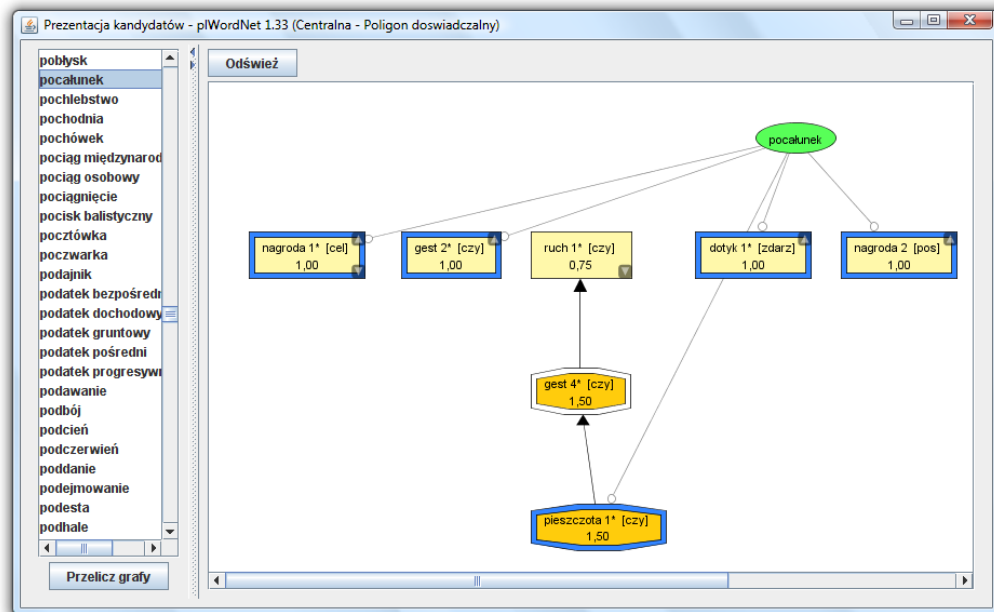 Prezentacja kandydatów - plWordNet 1.33 (Centralna - Poligon doswiadczalny)
pobłysk
pocałunek
pochlebstwo
pochodnia
pochówek
pociąg międzynarod
pociąg osobowy
pociągnięcie
pocisk balistyczny
pocztówka
poczwarka
podajnik
podatek bezpośredn
podatek dochodowy
podatek gruntowy
podatek pośredni
podatek progresywn
podawanie
podbój
podcień
podczerwień
poddanie
podejmowanie
podesta
podhale
Przelicz grafy
Odśwież
pocałunek
nagroda 1* [cel]
1,00
gest 2* [czy]
1,00
ruch 1* [czy]
0,75
dotyk 1* [zdarz]
1,00
nagroda 2 [pos]
1,00
gest 4* [czy]
1,50
pieszczota 1* [czy]
1,50